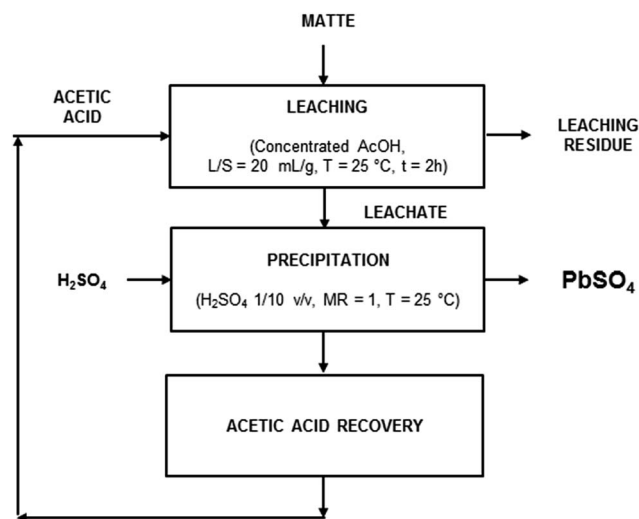 MATTE
ACETIC
ACID
LEACHING
(Concentrated AcOH,
L/S = 20 mL/g, T = 25 °C, t = 2h)
LEACHING
RESIDUE
LEACHATE
H₂SO₄
PRECIPITATION
(H₂SO₄ 1/10 v/v, MR = 1, T = 25 °C)
PbSO₄
ACETIC ACID RECOVERY